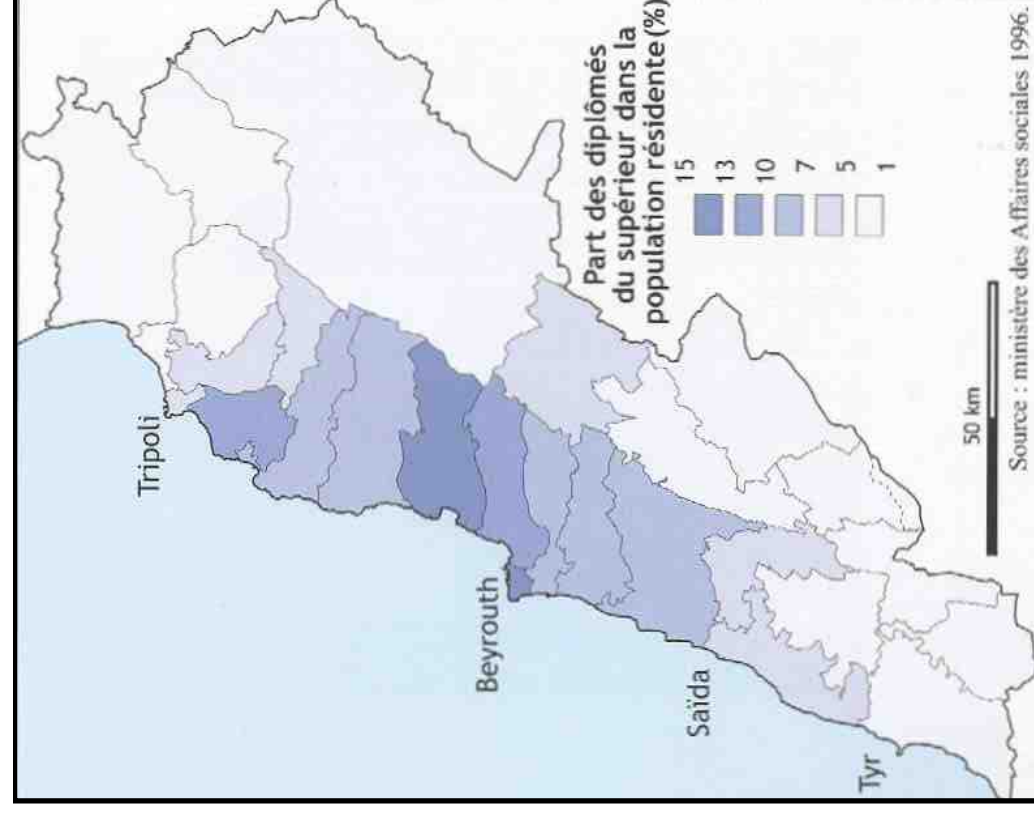 Tripoli
Beyrouth
Saïda
Tyr
Part des diplômés
du supérieur dans la
population résidente(%)
15
13
10
7
5
1
50 km
Source : ministère des Affaires sociales 1996.